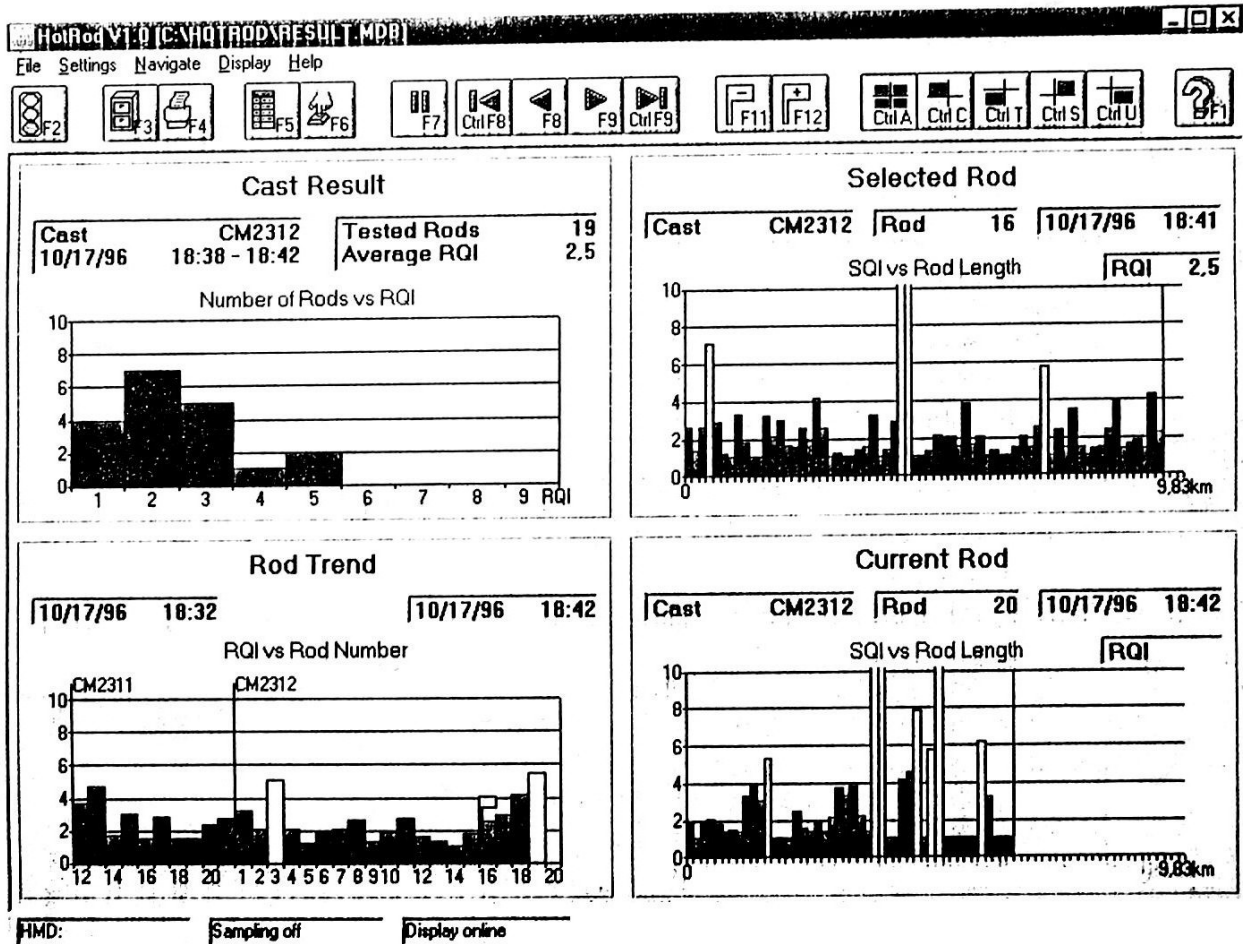 HotRod V1.0 [C:\HOTROD\RESULT.MDB]
File Settings Navigate Display Help
F2 F3 F4 F5 F6 F7 Ctrl F8 F8 F9 Ctrl F9 F11 F12 Ctrl A Ctrl C Ctrl T Ctrl S Ctrl U F1
Cast Result
Cast CM2312 Tested Rods 19
10/17/96 18:38 - 18:42 Average RQI 2,5
Number of Rods vs RQI
10
8
6
4
2
0
1 2 3 4 5 6 7 8 9 RQI
Selected Rod
Cast CM2312 Rod 16 10/17/96 18:41
SQI vs Rod Length RQI 2,5
10
8
6
4
2
0
0 9,83km
Rod Trend
10/17/96 18:32 10/17/96 18:42
RQI vs Rod Number
CM2311 CM2312
10
8
6
4
2
0
12 14 16 18 20 1 2 3 4 5 6 7 8 9 10 12 14 16 18 20
Current Rod
Cast CM2312 Rod 20 10/17/96 18:42
SQI vs Rod Length RQI
10
8
6
4
2
0
0 9,83km
HMD: Sampling off Display online